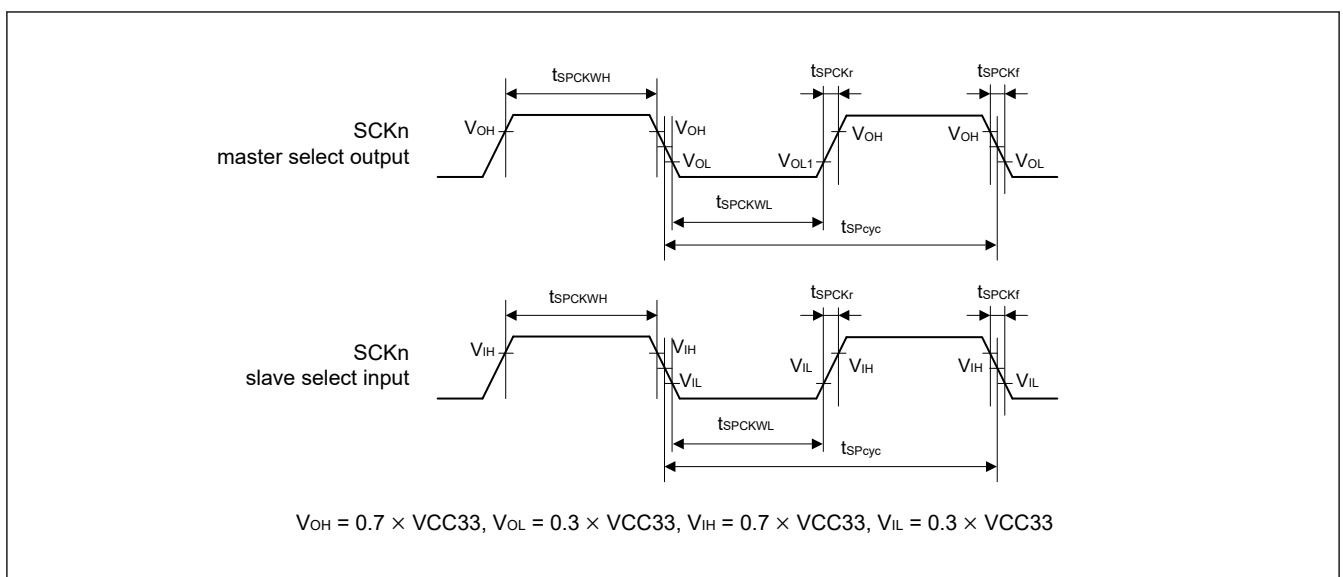 tSPCKWH tSPCKr tSPCKf
SCKn
master select output
VOH VOH VOH VOH
VOL VOL1 VOL
tSPCKWL
tSPcyc
tSPCKWH tSPCKr tSPCKf
SCKn
slave select input
VIH VIH VIH VIH
VIL VIL VIL
tSPCKWL
tSPcyc
VOH = 0.7 × VCC33, VOL = 0.3 × VCC33, VIH = 0.7 × VCC33, VIL = 0.3 × VCC33